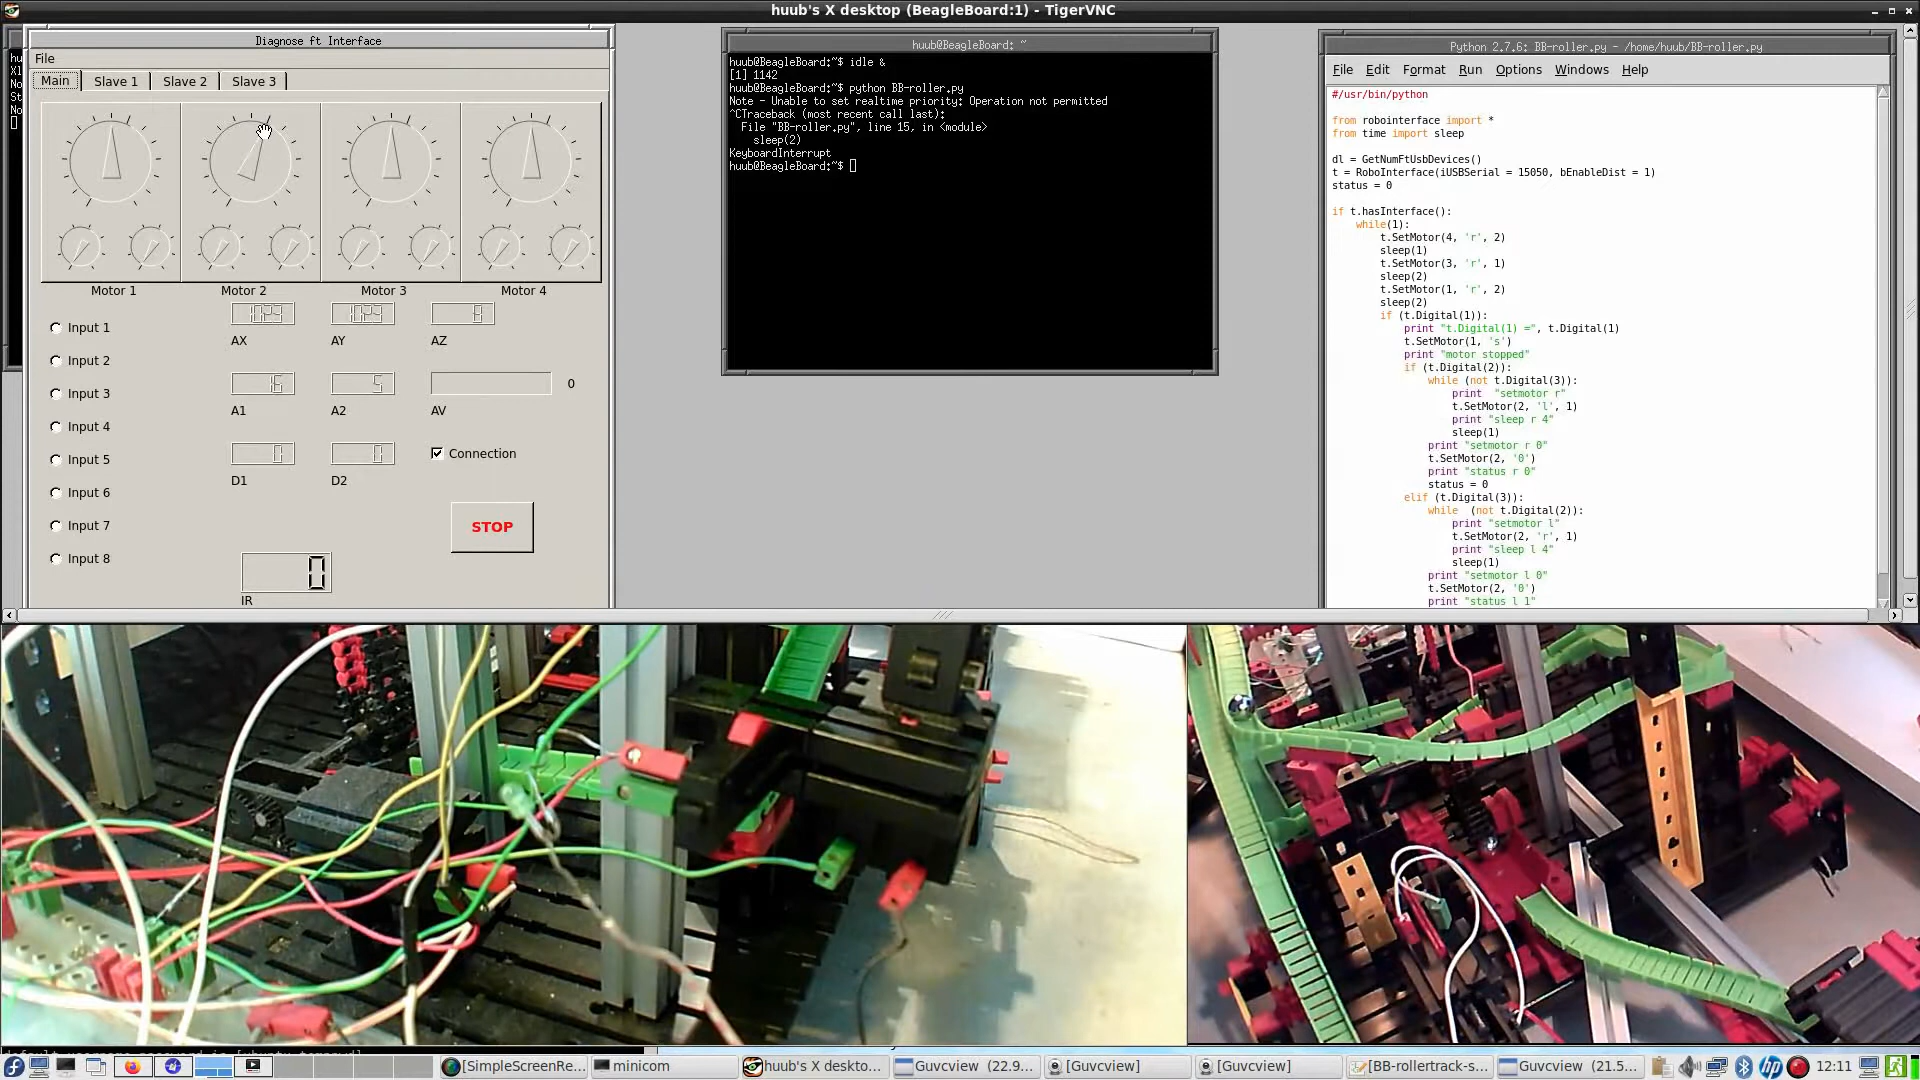 huub's X desktop (BeagleBoard:1) - TigerVNC
Diagnose ft Interface
File
Main Slave 1 Slave 2 Slave 3
Motor 1 Motor 2 Motor 3 Motor 4
Input 1
Input 2
Input 3
Input 4
Input 5
Input 6
Input 7
Input 8
1023 1023 8
AX AY AZ
16 5 0
A1 A2 AV
0 0 Connection
D1 D2
STOP
0
IR
huub@BeagleBoard: ~
huub@BeagleBoard:~$ idle &
[1] 1142
huub@BeagleBoard:~$ python BB-roller.py
Note - Unable to set realtime priority: Operation not permitted
^CTraceback (most recent call last):
File "BB-roller.py", line 15, in <module>
sleep(2)
KeyboardInterrupt
huub@BeagleBoard:~$
Python 2.7.6: BB-roller.py - /home/huub/BB-roller.py
File Edit Format Run Options Windows Help
#/usr/bin/python
from robointerface import *
from time import sleep
dl = GetNumFtUsbDevices()
t = RoboInterface(iUSBSerial = 15050, bEnableDist = 1)
status = 0
if t.hasInterface():
while(1):
t.SetMotor(4, 'r', 2)
sleep(1)
t.SetMotor(3, 'r', 1)
sleep(2)
t.SetMotor(1, 'r', 2)
sleep(2)
if (t.Digital(1)):
print "t.Digital(1) =", t.Digital(1)
t.SetMotor(1, 's')
print "motor stopped"
if (t.Digital(2)):
while (not t.Digital(3)):
print "setmotor r"
t.SetMotor(2, 'l', 1)
print "sleep r 4"
sleep(1)
print "setmotor r 0"
t.SetMotor(2, '0')
print "status r 0"
status = 0
elif (t.Digital(3)):
while (not t.Digital(2)):
print "setmotor l"
t.SetMotor(2, 'r', 1)
print "sleep l 4"
sleep(1)
print "setmotor l 0"
t.SetMotor(2, '0')
print "status l 1"
[SimpleScreenRe... minicom huub's X deskto... Guvcview (22.9... [Guvcview] [Guvcview] [BB-rollertrack-s... Guvcview (21.5... hp 12:11